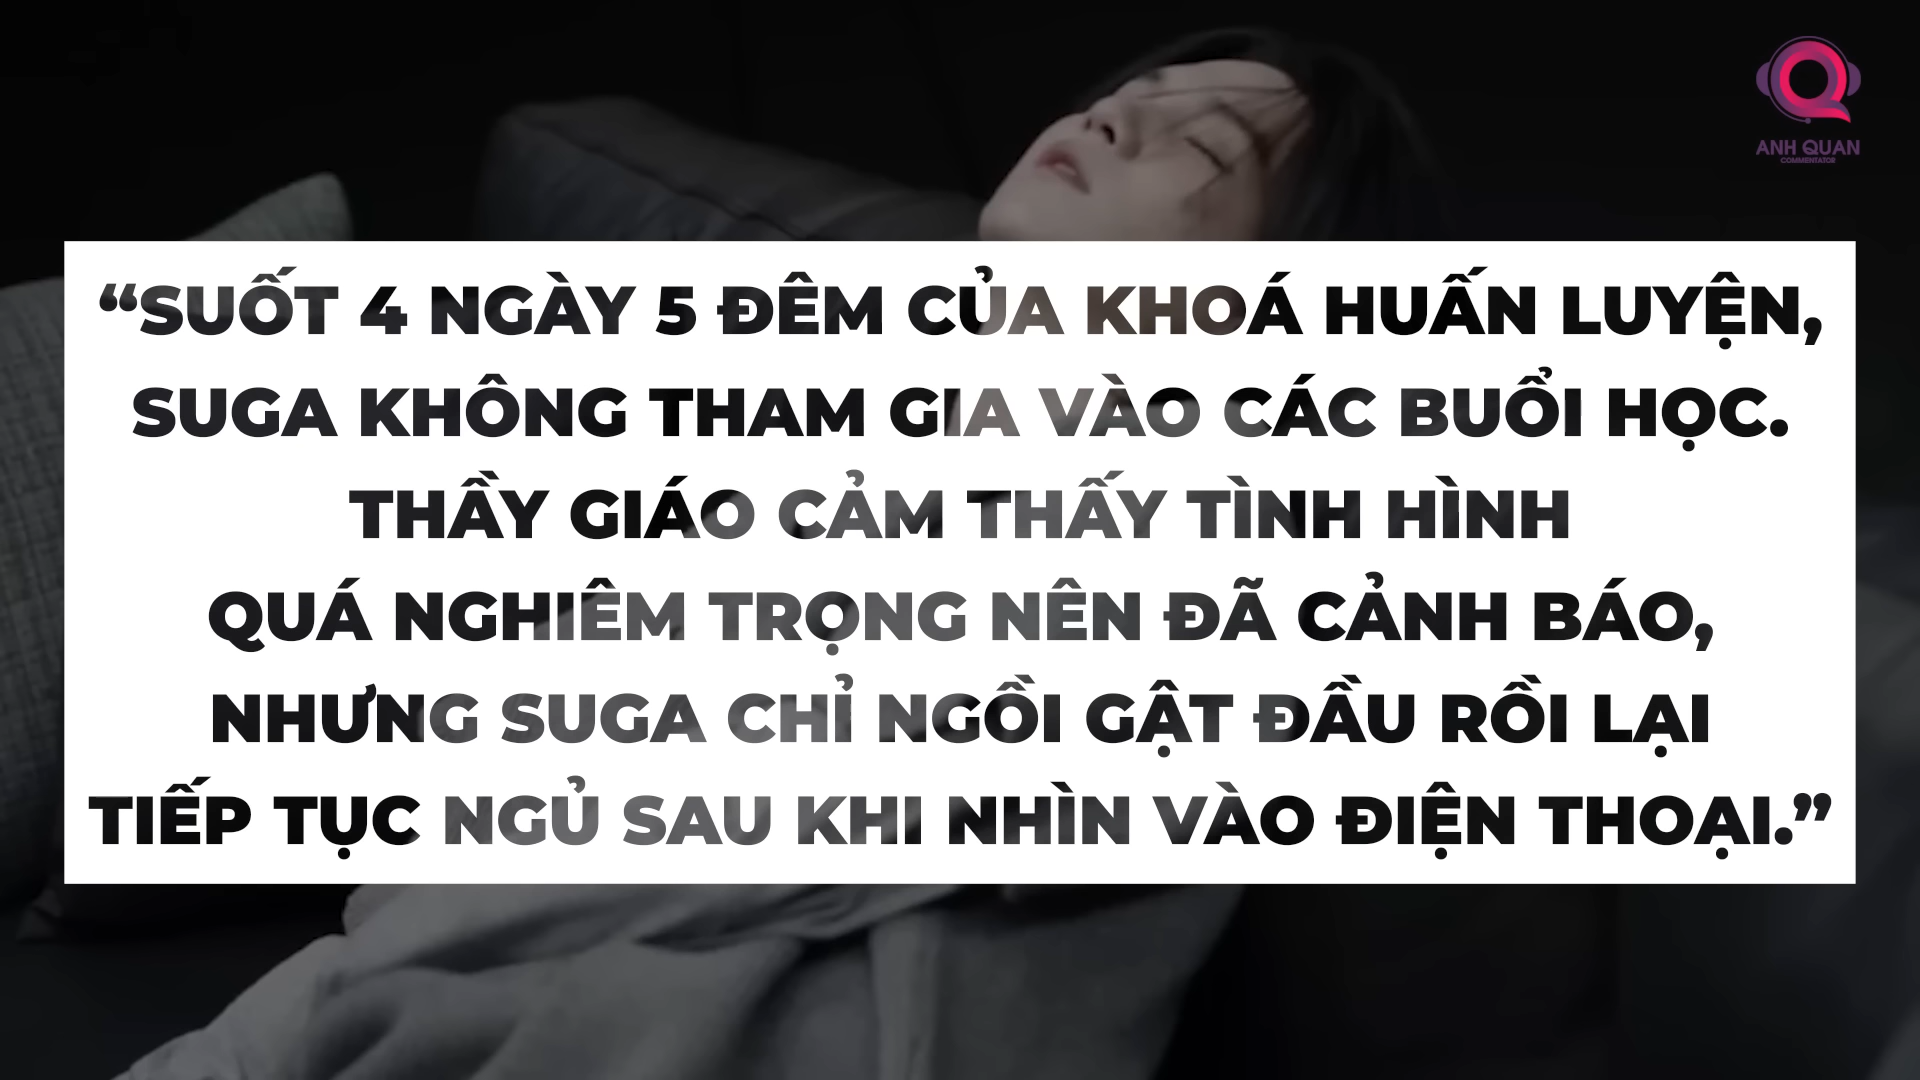 ANH QUAN
COMMENTATOR
“SUỐT 4 NGÀY 5 ĐÊM CỦA KHOÁ HUẤN LUYỆN,
SUGA KHÔNG THAM GIA VÀO CÁC BUỔI HỌC.
THẦY GIÁO CẢM THẤY TÌNH HÌNH
QUÁ NGHIÊM TRỌNG NÊN ĐÃ CẢNH BÁO,
NHƯNG SUGA CHỈ NGỒI GẬT ĐẦU RỒI LẠI
TIẾP TỤC NGỦ SAU KHI NHÌN VÀO ĐIỆN THOẠI.”